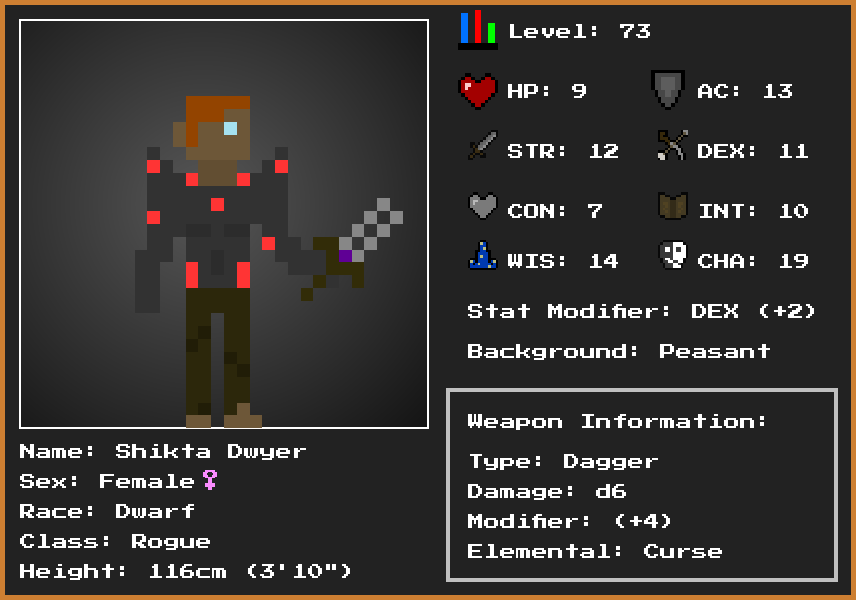 Level: 73
HP: 9
AC: 13
STR: 12
DEX: 11
CON: 7
INT: 10
WIS: 14
CHA: 19
Stat Modifier: DEX (+2)
Background: Peasant
Weapon Information:
Type: Dagger
Damage: d6
Modifier: (+4)
Elemental: Curse
Name: Shikta Dwyer
Sex: Female♀
Race: Dwarf
Class: Rogue
Height: 116cm (3'10")